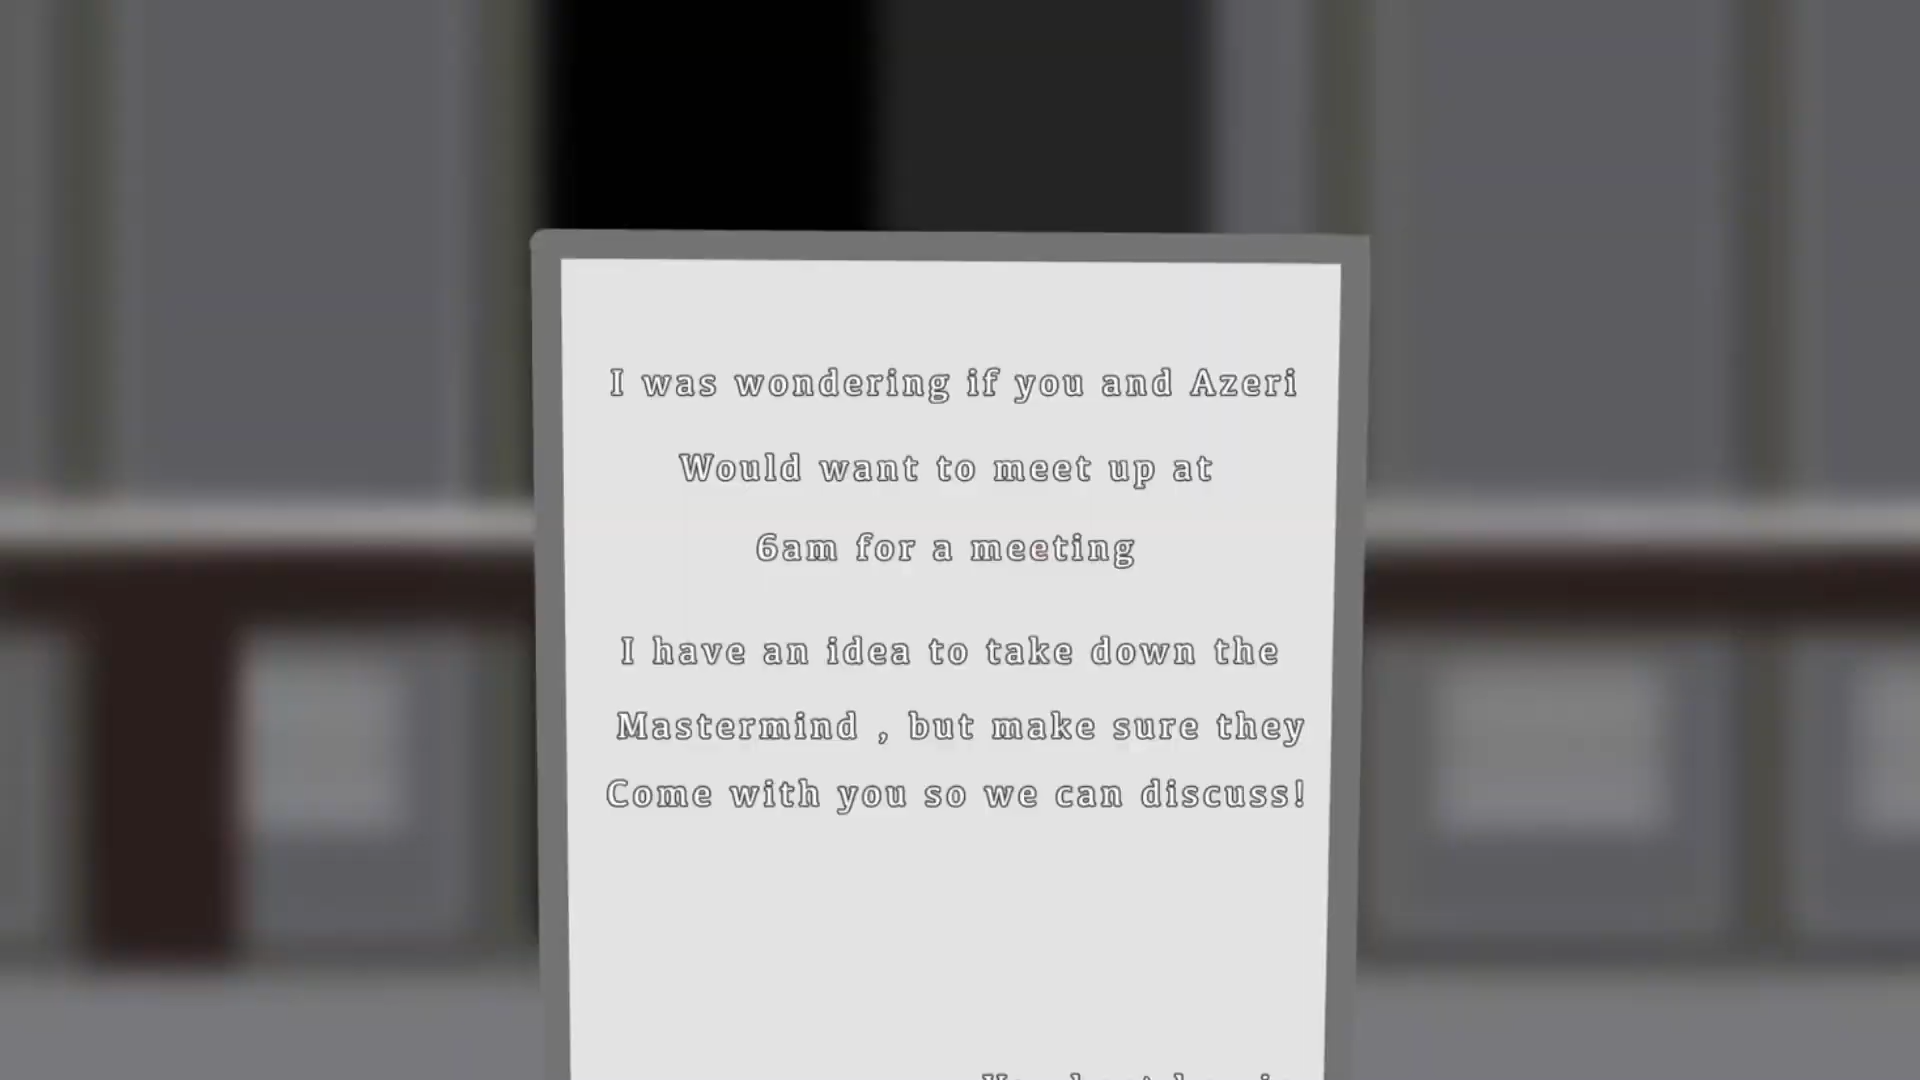 I was wondering if you and Azeri
Would want to meet up at
6am for a meeting
I have an idea to take down the
Mastermind , but make sure they
Come with you so we can discuss!